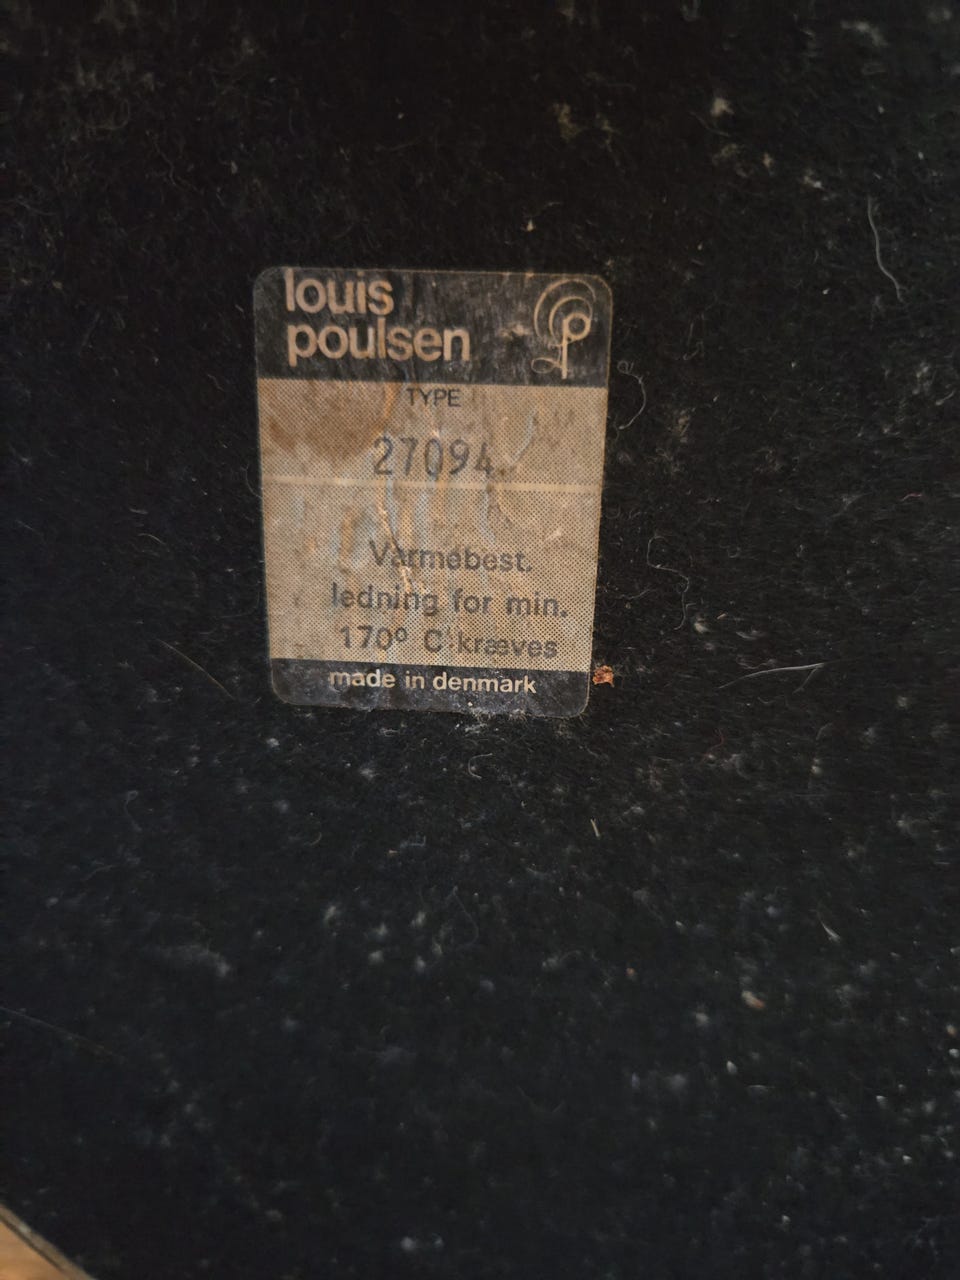 louis
poulsen
TYPE
27094
Varmebest.
ledning for min.
170° C kræves
made in denmark